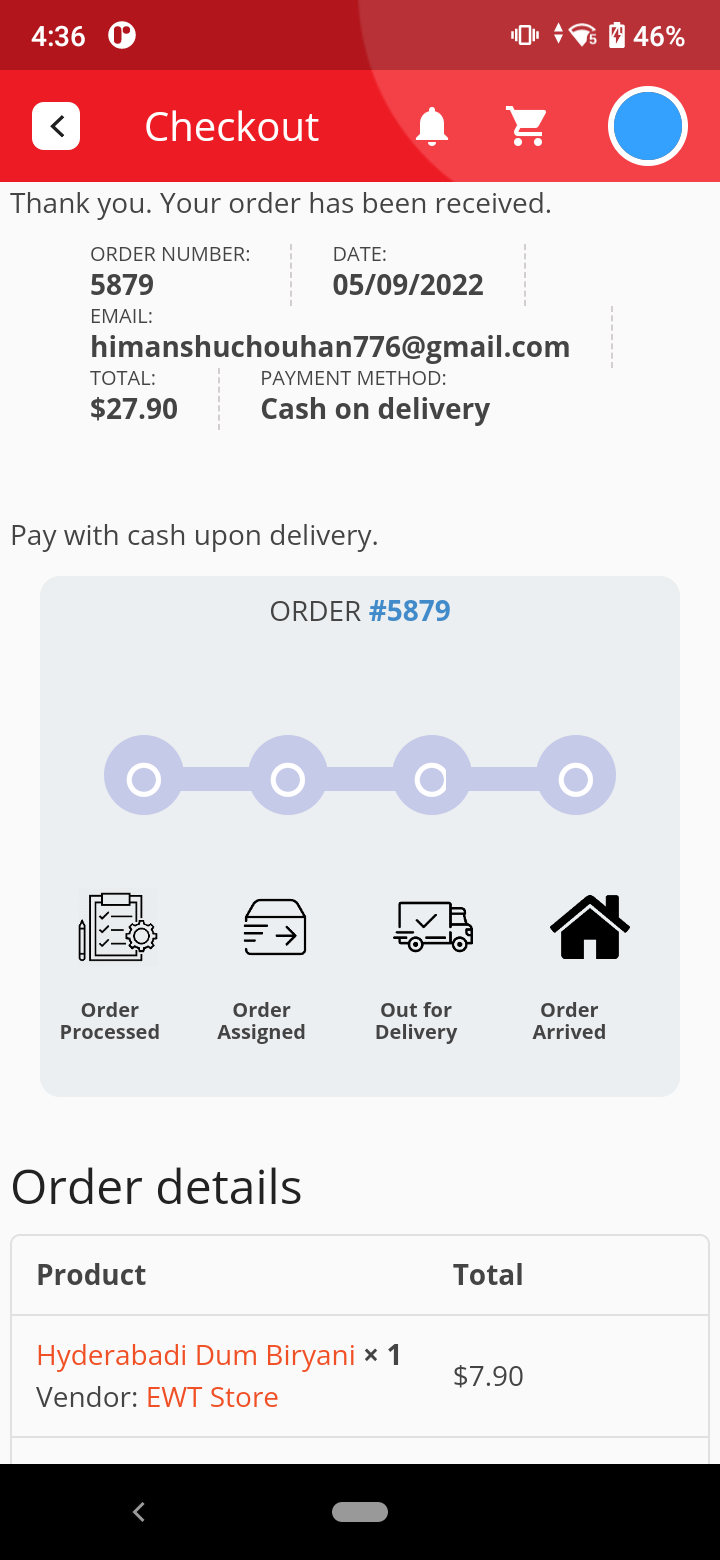 4:36
5
46%
Checkout
Thank you. Your order has been received.
ORDER NUMBER:
5879
DATE:
05/09/2022
EMAIL:
himanshuchouhan776@gmail.com
TOTAL:
$27.90
PAYMENT METHOD:
Cash on delivery
Pay with cash upon delivery.
ORDER #5879
Order
Processed
Order
Assigned
Out for
Delivery
Order
Arrived
Order details
Product
Total
Hyderabadi Dum Biryani × 1
Vendor: EWT Store
$7.90